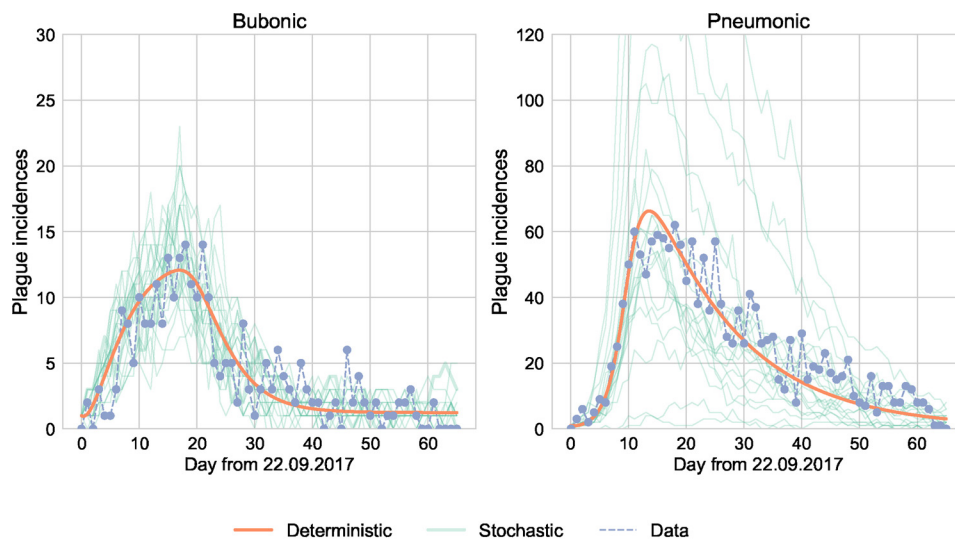 Bubonic
Plague incidences
30
25
20
15
10
5
0
0 10 20 30 40 50 60
Day from 22.09.2017
Pneumonic
Plague incidences
120
100
80
60
40
20
0
0 10 20 30 40 50 60
Day from 22.09.2017
Deterministic Stochastic Data